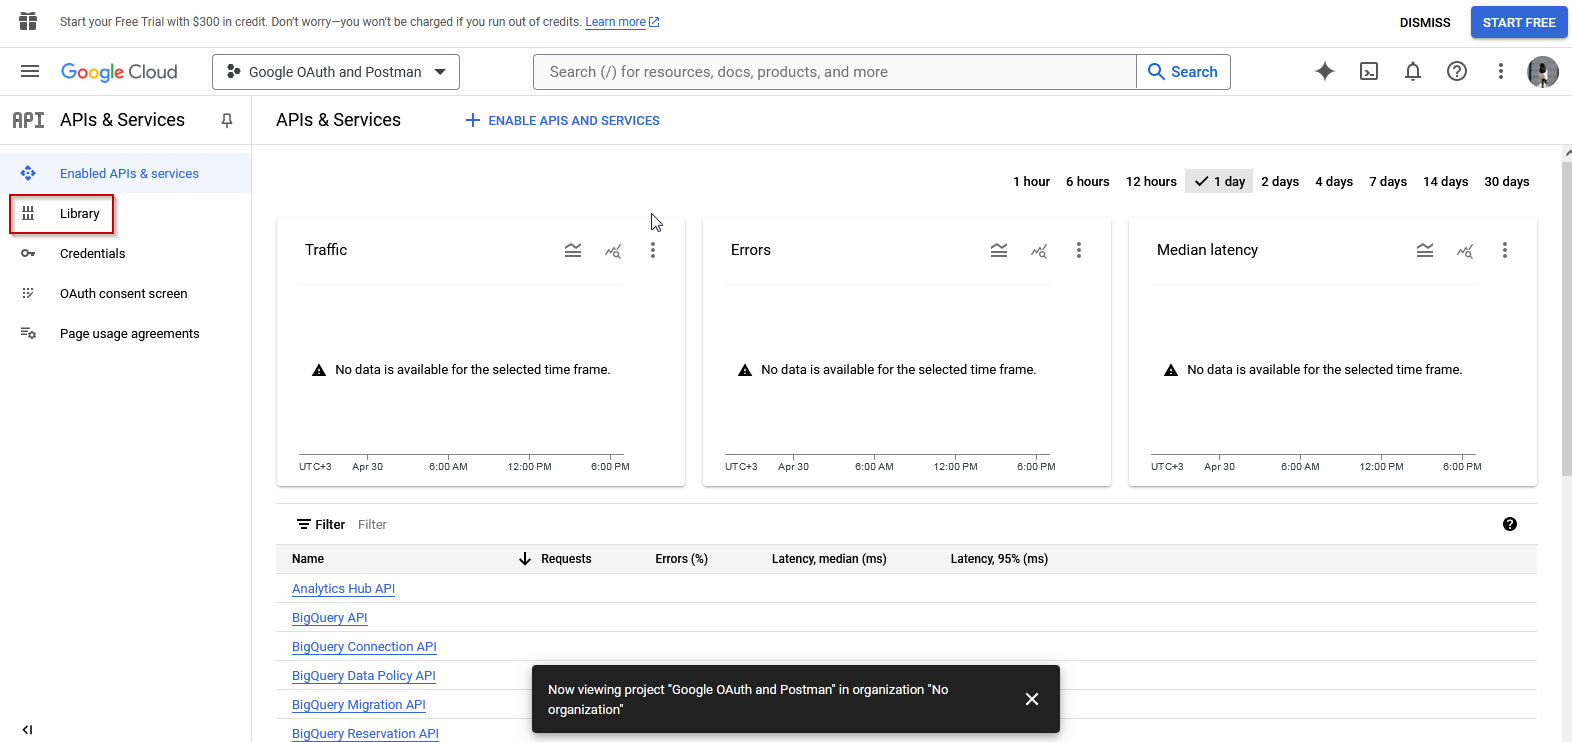 Start your Free Trial with $300 in credit. Don't worry—you won't be charged if you run out of credits. Learn more
DISMISS
START FREE
Google Cloud
Google OAuth and Postman
Search (/) for resources, docs, products, and more
Search
API APIs & Services
APIs & Services
ENABLE APIS AND SERVICES
Enabled APIs & services
Library
Credentials
OAuth consent screen
Page usage agreements
1 hour 6 hours 12 hours 1 day 2 days 4 days 7 days 14 days 30 days
Traffic
No data is available for the selected time frame.
UTC+3 Apr 30 6:00 AM 12:00 PM 6:00 PM
Errors
No data is available for the selected time frame.
UTC+3 Apr 30 6:00 AM 12:00 PM 6:00 PM
Median latency
No data is available for the selected time frame.
UTC+3 Apr 30 6:00 AM 12:00 PM 6:00 PM
Filter Filter
Name Requests Errors (%) Latency, median (ms) Latency, 95% (ms)
Analytics Hub API
BigQuery API
BigQuery Connection API
BigQuery Data Policy API
BigQuery Migration API
BigQuery Reservation API
Now viewing project "Google OAuth and Postman" in organization "No
organization"